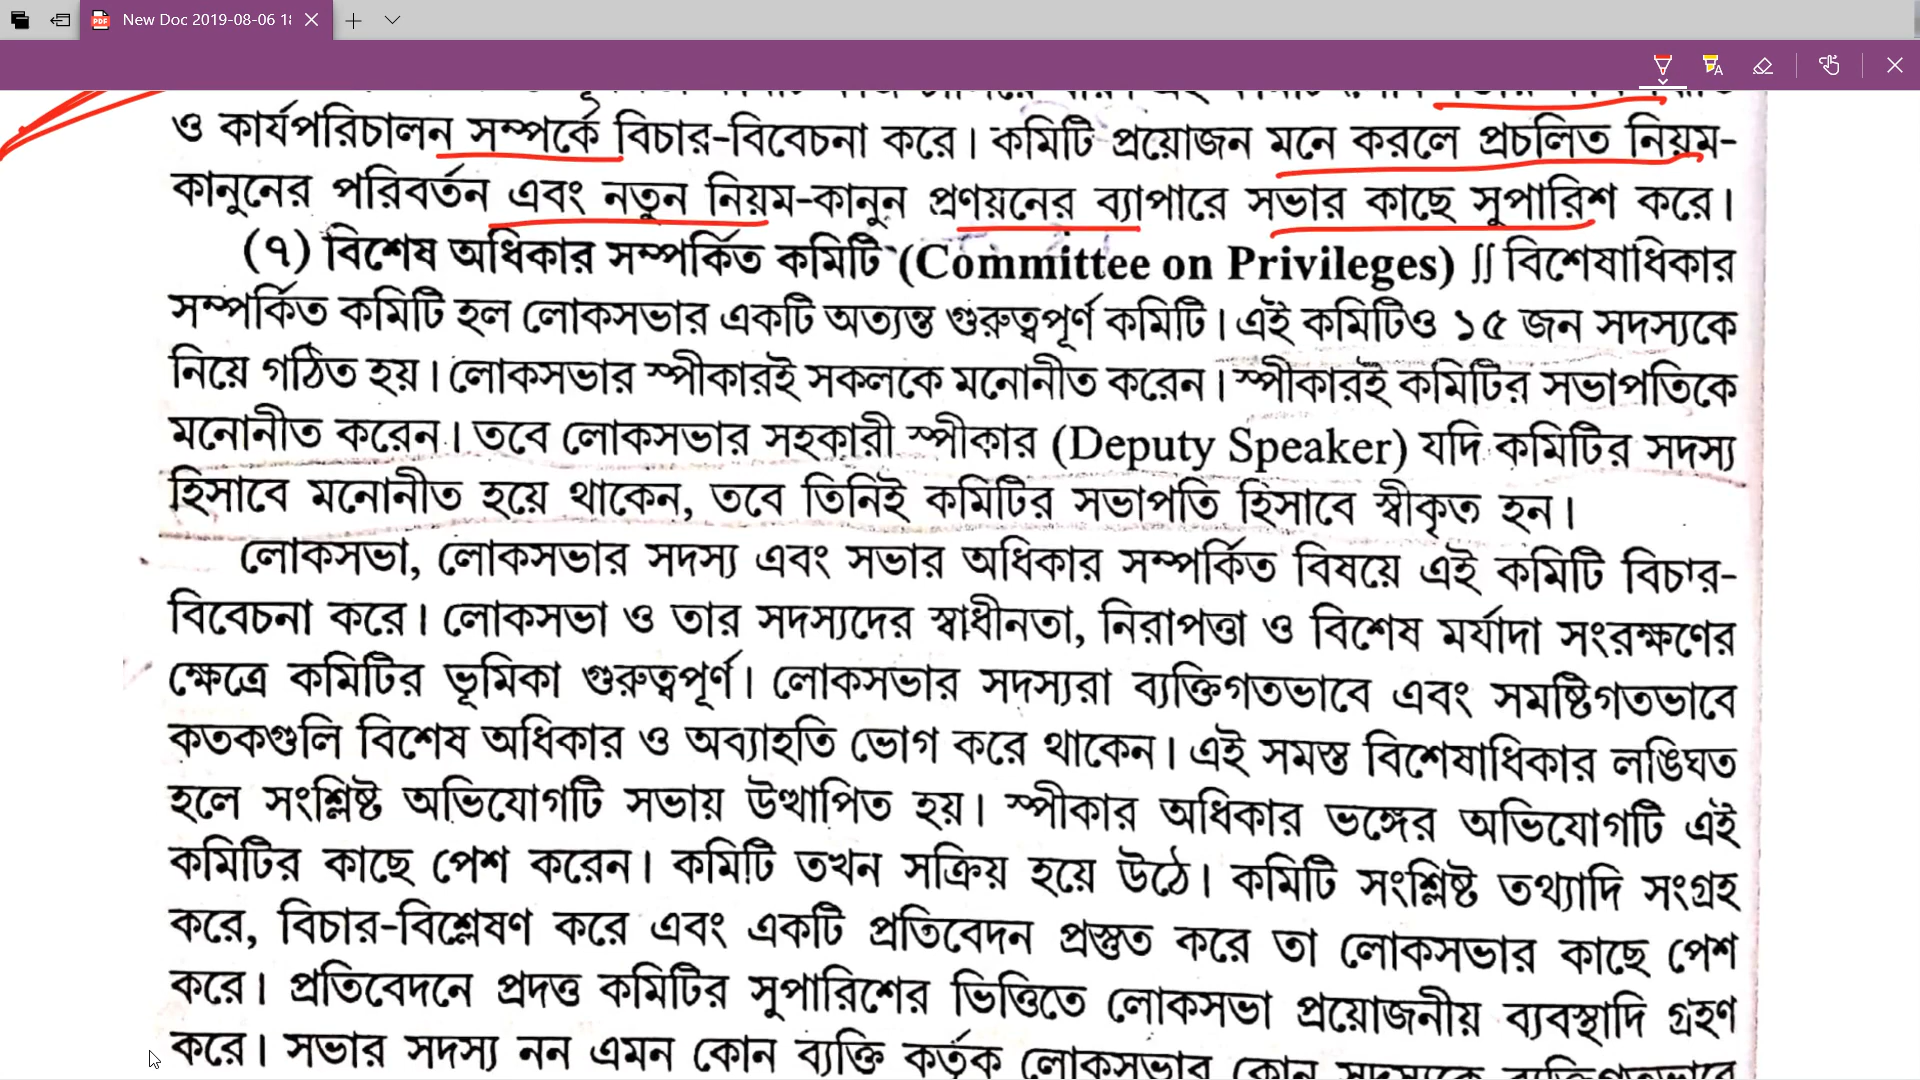 New Doc 2019-08-06 18
ও কার্যপরিচালন সম্পর্কে বিচার-বিবেচনা করে। কমিটি প্রয়োজন মনে করলে প্রচলিত নিয়ম-
কানুনের পরিবর্তন এবং নতুন নিয়ম-কানুন প্রণয়নের ব্যাপারে সভার কাছে সুপারিশ করে।
(৭) বিশেষ অধিকার সম্পর্কিত কমিটি (Committee on Privileges) ॥ বিশেষাধিকার
সম্পর্কিত কমিটি হল লোকসভার একটি অত্যন্ত গুরুত্বপূর্ণ কমিটি। এই কমিটিও ১৫ জন সদস্যকে
নিয়ে গঠিত হয়। লোকসভার স্পীকারই সকলকে মনোনীত করেন। স্পীকারই কমিটির সভাপতিকে
মনোনীত করেন। তবে লোকসভার সহকারী স্পীকার (Deputy Speaker) যদি কমিটির সদস্য
হিসাবে মনোনীত হয়ে থাকেন, তবে তিনিই কমিটির সভাপতি হিসাবে স্বীকৃত হন।
লোকসভা, লোকসভার সদস্য এবং সভার অধিকার সম্পর্কিত বিষয়ে এই কমিটি বিচার-
বিবেচনা করে। লোকসভা ও তার সদস্যদের স্বাধীনতা, নিরাপত্তা ও বিশেষ মর্যাদা সংরক্ষণের
ক্ষেত্রে কমিটির ভূমিকা গুরুত্বপূর্ণ। লোকসভার সদস্যরা ব্যক্তিগতভাবে এবং সমষ্টিগতভাবে
কতকগুলি বিশেষ অধিকার ও অব্যাহতি ভোগ করে থাকেন। এই সমস্ত বিশেষাধিকার লঙ্ঘিত
হলে সংশ্লিষ্ট অভিযোগটি সভায় উত্থাপিত হয়। স্পীকার অধিকার ভঙ্গের অভিযোগটি এই
কমিটির কাছে পেশ করেন। কমিটি তখন সক্রিয় হয়ে উঠে। কমিটি সংশ্লিষ্ট তথ্যাদি সংগ্রহ
করে, বিচার-বিশ্লেষণ করে এবং একটি প্রতিবেদন প্রস্তুত করে তা লোকসভার কাছে পেশ
করে। প্রতিবেদনে প্রদত্ত কমিটির সুপারিশের ভিত্তিতে লোকসভা প্রয়োজনীয় ব্যবস্থাদি গ্রহণ
করে। সভার সদস্য নন এমন কোন ব্যক্তি কর্তৃক লোকসভার কোন সদস্যকে ব্যক্তিগতভাবে